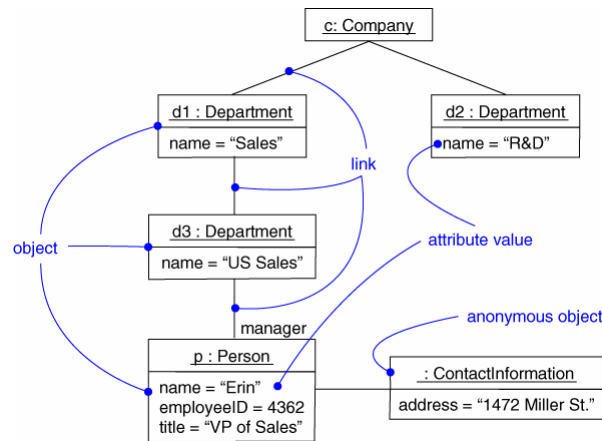 c: Company
d1 : Department
name = “Sales”
d2 : Department
name = “R&D”
link
object
d3 : Department
name = “US Sales”
attribute value
manager
anonymous object
p : Person
name = “Erin”
employeeID = 4362
title = “VP of Sales”
: ContactInformation
address = “1472 Miller St.”